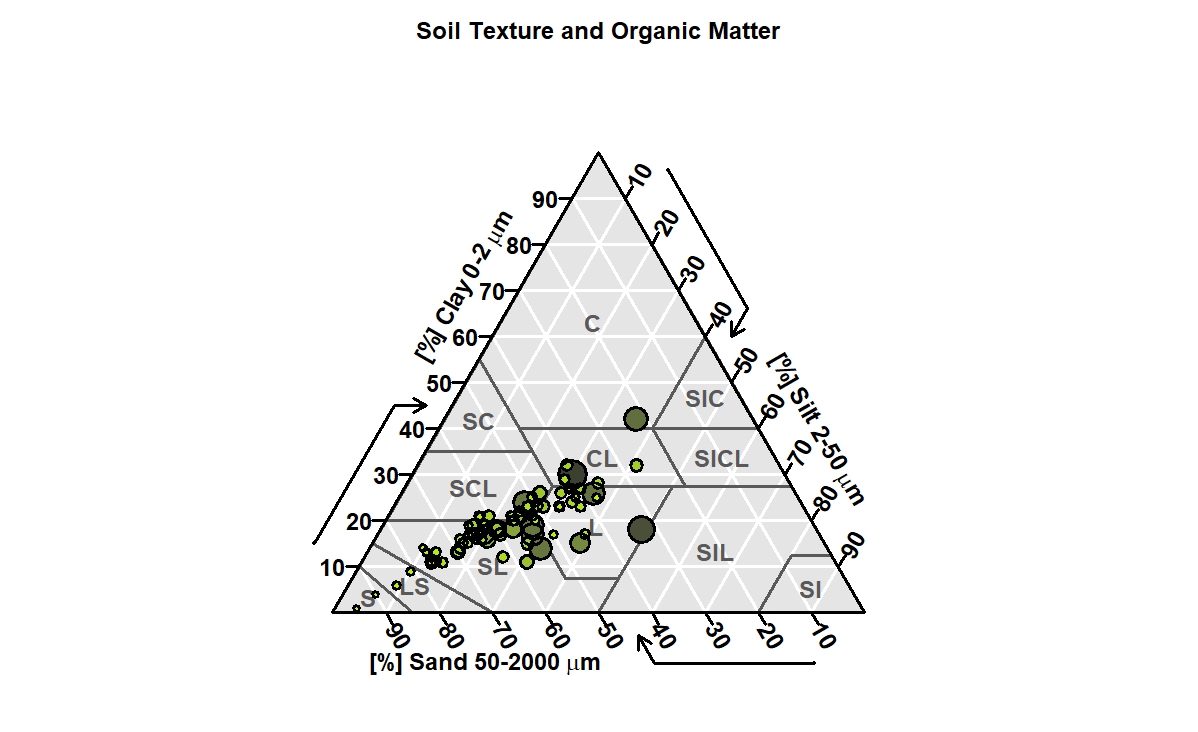 Soil Texture and Organic Matter
10
90
20
80
30
70
[%] Clay 0-2 μm
C
40
60
50
[%] Silt 2-50 μm
50
SIC
60
SC
40
CL
SICL
70
30
SCL
80
20
L
SIL
90
10
SL
LS
S
SI
90
80
70
60
50
40
30
20
10
[%] Sand 50-2000 μm